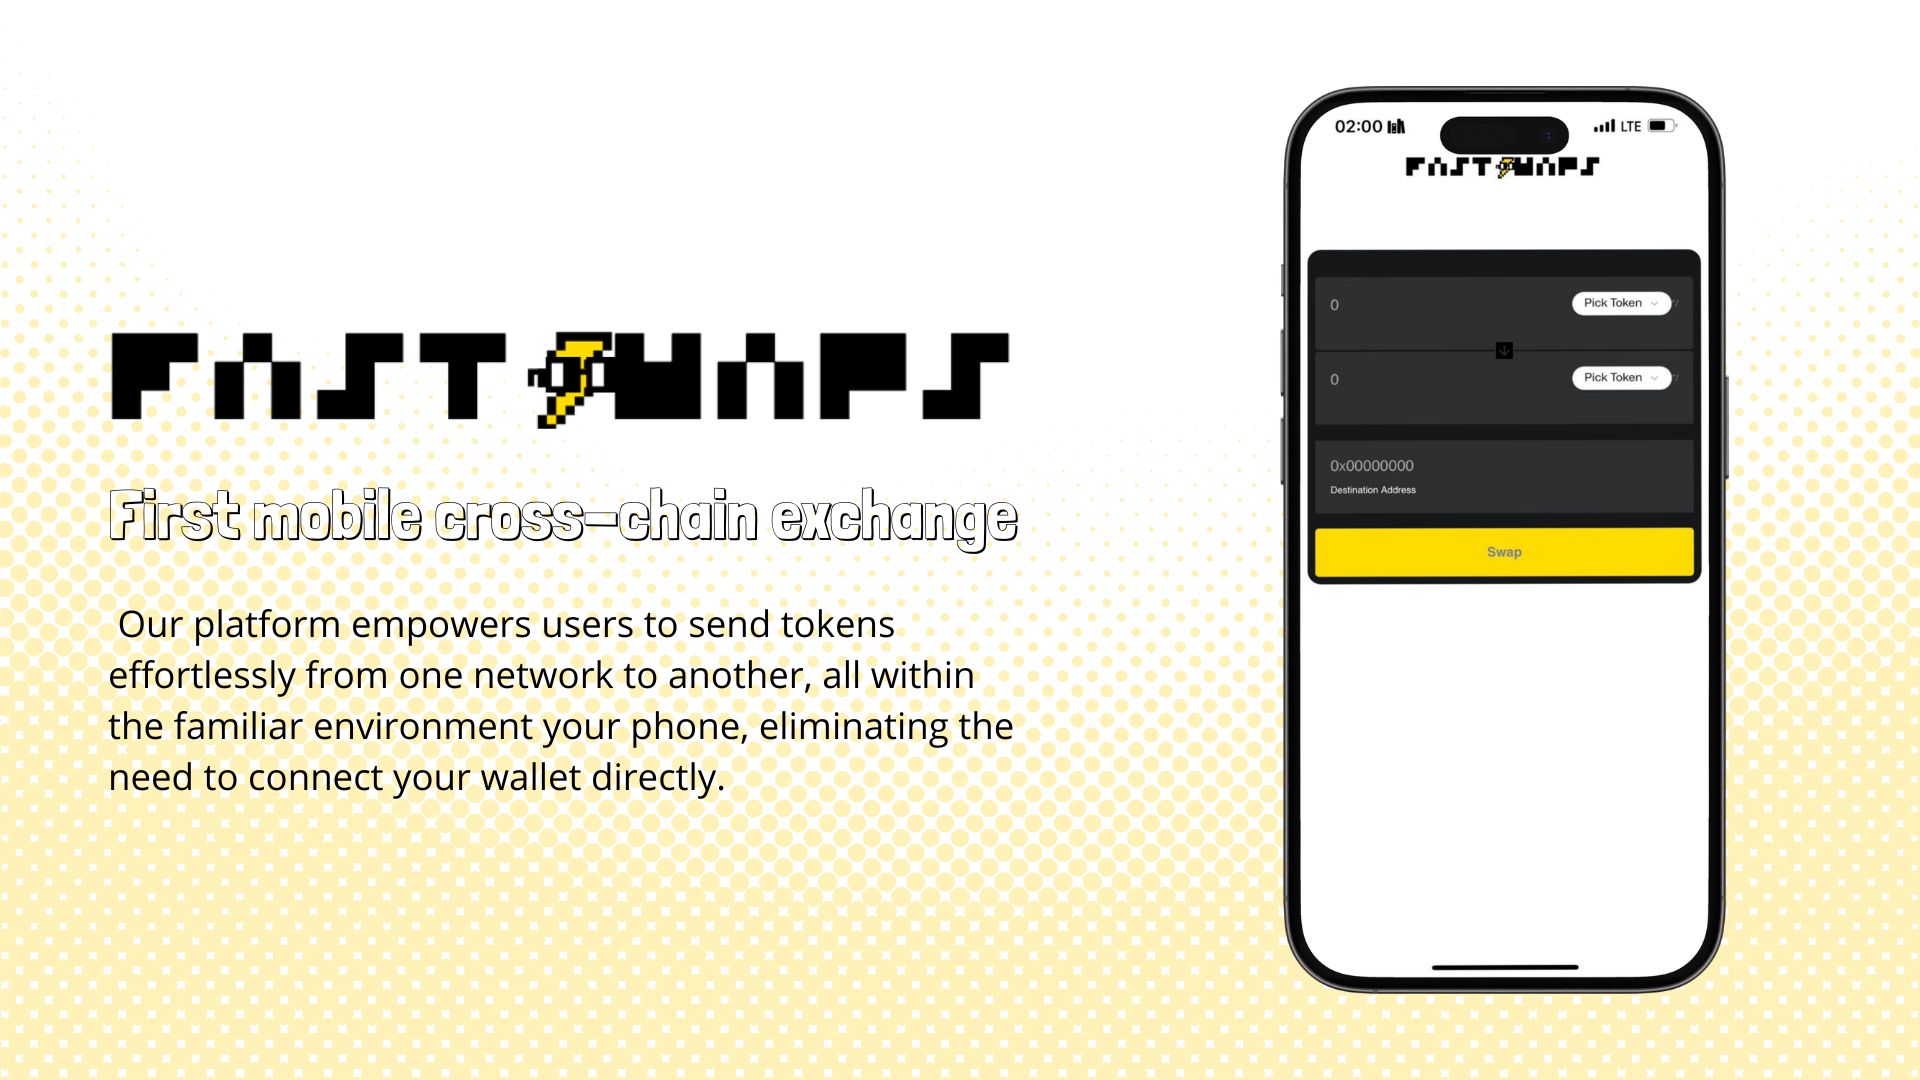 FASTSWAPS
First mobile cross-chain exchange
Our platform empowers users to send tokens
effortlessly from one network to another, all within
the familiar environment your phone, eliminating the
need to connect your wallet directly.
02:00 LTE
FASTSWAPS
0 Pick Token
0 Pick Token
0x00000000
Destination Address
Swap